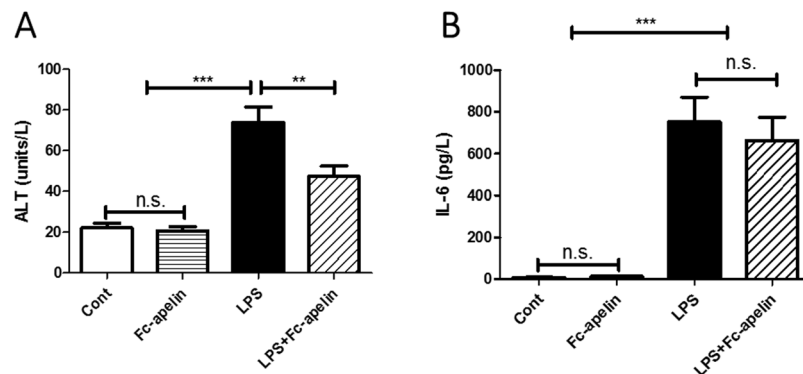 A
ALT (units/L)
100
80
60
40
20
0
***
**
n.s.
Cont
Fc-apelin
LPS
LPS+Fc-apelin
B
IL-6 (pg/L)
1000
800
600
400
200
0
***
n.s.
n.s.
Cont
Fc-apelin
LPS
LPS+Fc-apelin